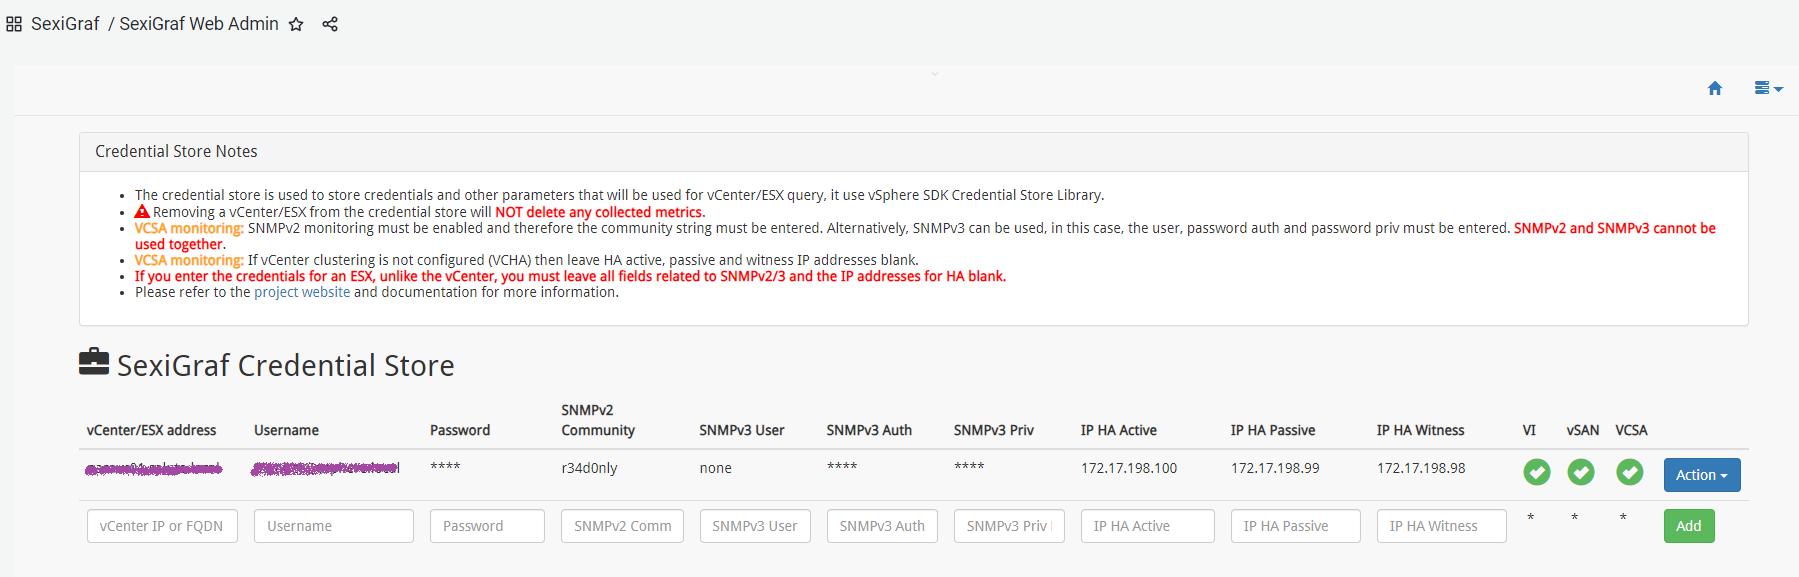 SexiGraf / SexiGraf Web Admin
Credential Store Notes
The credential store is used to store credentials and other parameters that will be used for vCenter/ESX query, it use vSphere SDK Credential Store Library.
Removing a vCenter/ESX from the credential store will NOT delete any collected metrics.
VCSA monitoring: SNMPv2 monitoring must be enabled and therefore the community string must be entered. Alternatively, SNMPv3 can be used, in this case, the user, password auth and password priv must be entered. SNMPv2 and SNMPv3 cannot be
used together.
VCSA monitoring: If vCenter clustering is not configured (VCHA) then leave HA active, passive and witness IP addresses blank.
If you enter the credentials for an ESX, unlike the vCenter, you must leave all fields related to SNMPv2/3 and the IP addresses for HA blank.
Please refer to the project website and documentation for more information.
SexiGraf Credential Store
vCenter/ESX address Username Password SNMPv2 Community SNMPv3 User SNMPv3 Auth SNMPv3 Priv IP HA Active IP HA Passive IP HA Witness VI vSAN VCSA
**** r34d0nly none **** **** 172.17.198.100 172.17.198.99 172.17.198.98 Action
vCenter IP or FQDN Username Password SNMPv2 Comm SNMPv3 User SNMPv3 Auth SNMPv3 Priv IP HA Active IP HA Passive IP HA Witness * * * Add